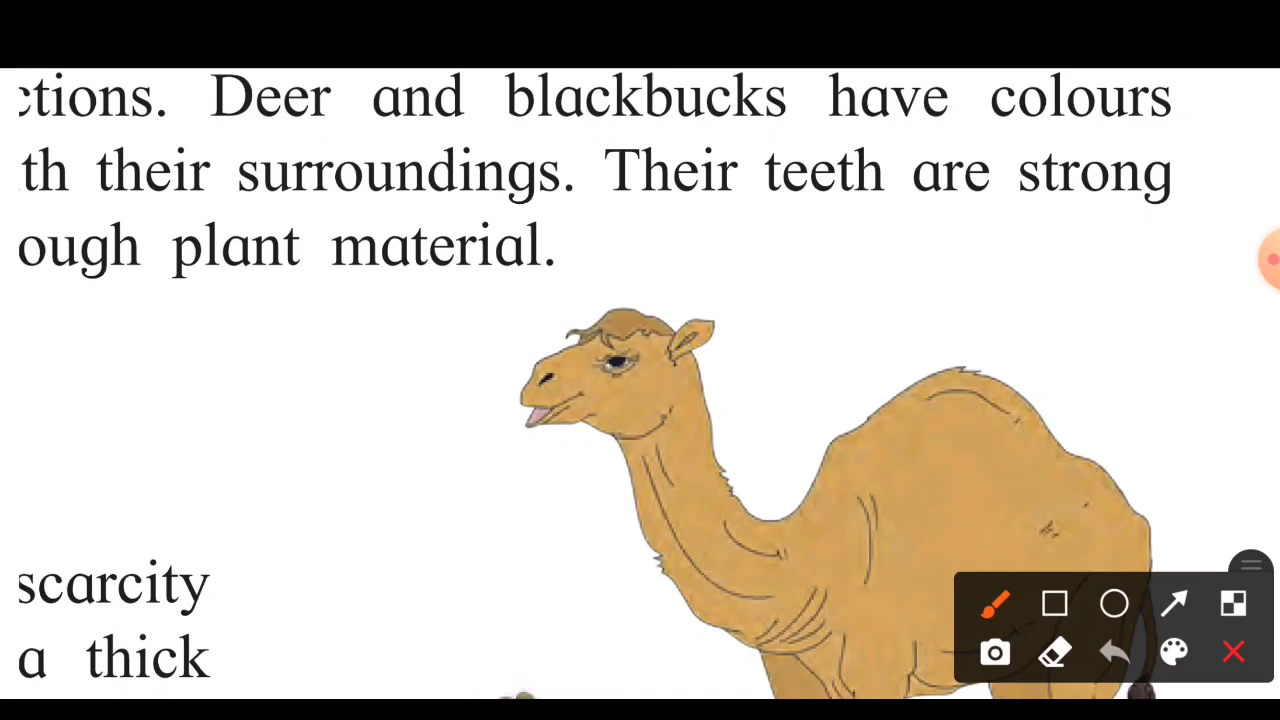 ctions. Deer and blackbucks have colours
th their surroundings. Their teeth are strong
ough plant material.
scarcity
a thick